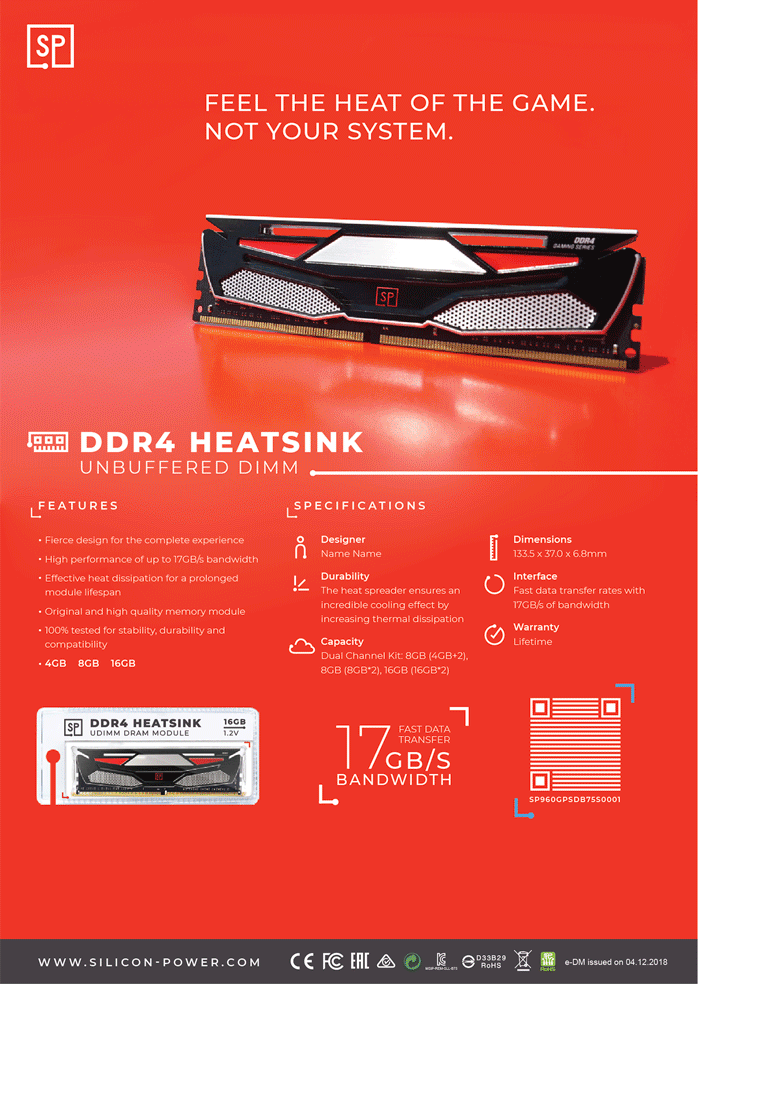 SP
FEEL THE HEAT OF THE GAME.
NOT YOUR SYSTEM.
DDR4
GAMING SERIES
SP
DDR4 HEATSINK
UNBUFFERED DIMM
FEATURES
• Fierce design for the complete experience
• High performance of up to 17GB/s bandwidth
• Effective heat dissipation for a prolonged
module lifespan
• Original and high quality memory module
• 100% tested for stability, durability and
compatibility
• 4GB 8GB 16GB
SPECIFICATIONS
Designer
Name Name
Durability
The heat spreader ensures an
incredible cooling effect by
increasing thermal dissipation
Capacity
Dual Channel Kit: 8GB (4GB+2),
8GB (8GB*2), 16GB (16GB*2)
Dimensions
133.5 x 37.0 x 6.8mm
Interface
Fast data transfer rates with
17GB/s of bandwidth
Warranty
Lifetime
SP
DDR4 HEATSINK
UDIMM DRAM MODULE
16GB
1.2V
17
FAST DATA
TRANSFER
GB/S
BANDWIDTH
SP960GPSDB75S0001
WWW.SILICON-POWER.COM
CE FC EAC
D33B29
RoHS
RoHS
e-DM issued on 04.12.2018